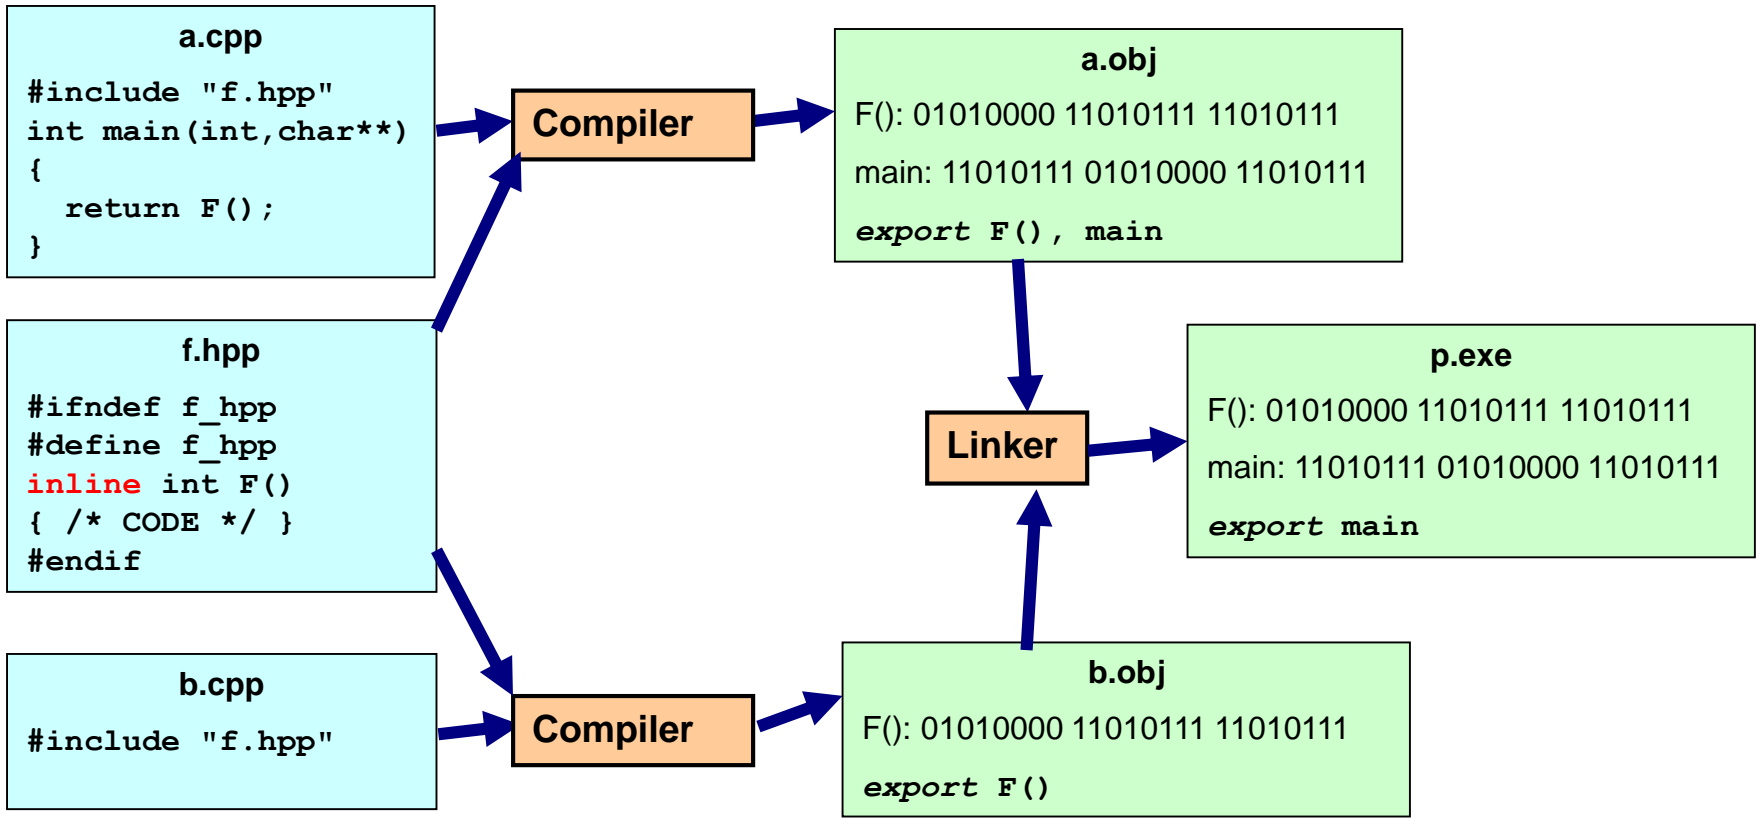 a.cpp
#include "f.hpp"
int main(int,char**)
{
  return F();
}
Compiler
a.obj
F(): 01010000 11010111 11010111
main: 11010111 01010000 11010111
export F(), main
f.hpp
#ifndef f_hpp
#define f_hpp
inline int F()
{ /* CODE */ }
#endif
Linker
p.exe
F(): 01010000 11010111 11010111
main: 11010111 01010000 11010111
export main
b.cpp
#include "f.hpp"
Compiler
b.obj
F(): 01010000 11010111 11010111
export F()